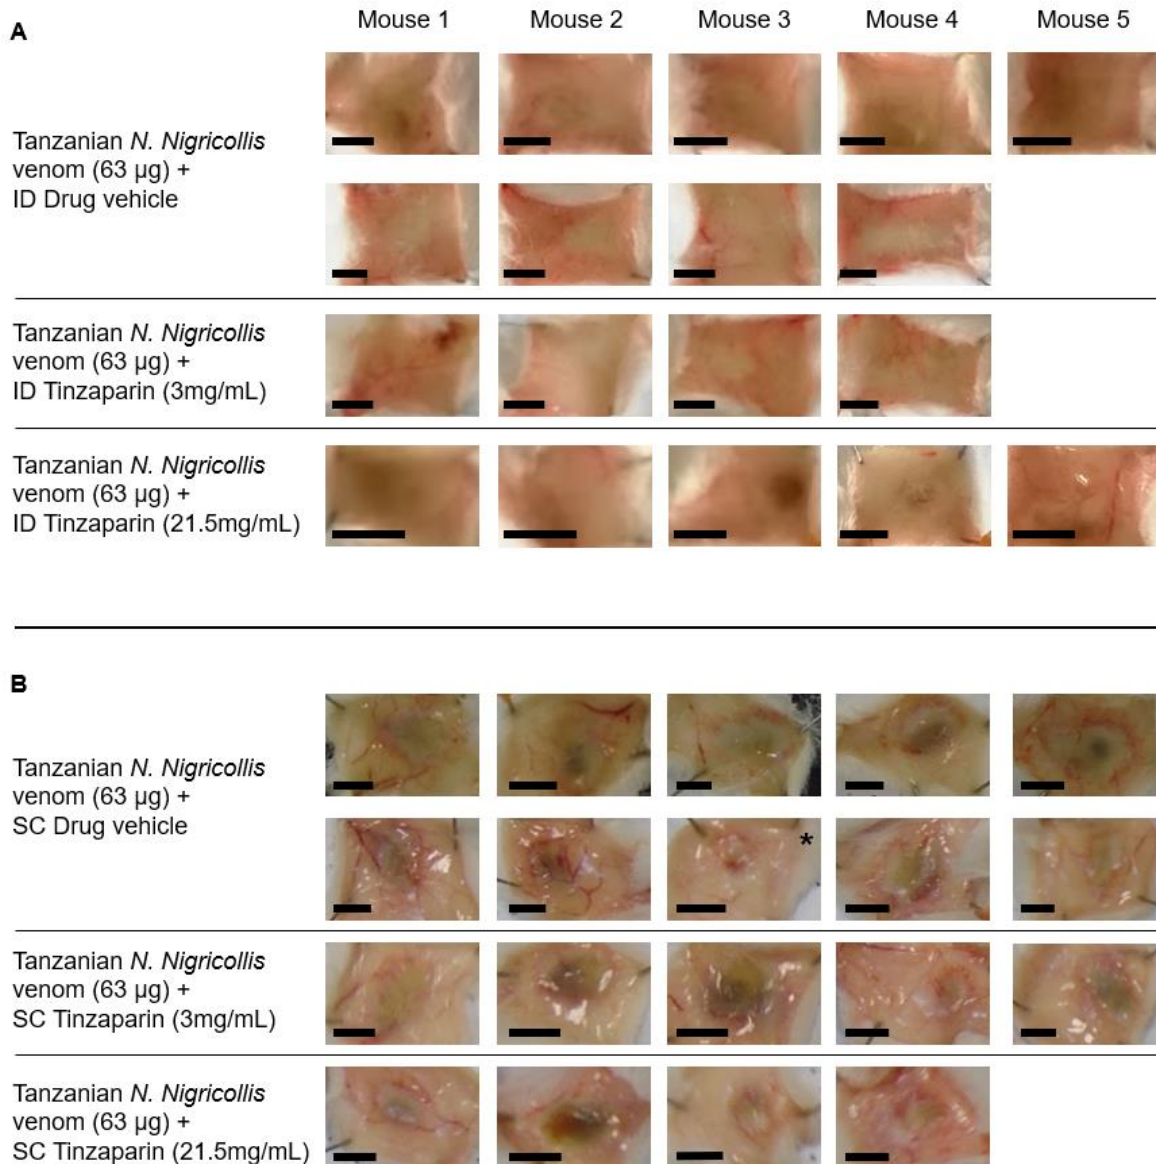 A
Mouse 1 Mouse 2 Mouse 3 Mouse 4 Mouse 5
Tanzanian N. Nigricollis
venom (63 µg) +
ID Drug vehicle
Tanzanian N. Nigricollis
venom (63 µg) +
ID Tinzaparin (3mg/mL)
Tanzanian N. Nigricollis
venom (63 µg) +
ID Tinzaparin (21.5mg/mL)
B
Tanzanian N. Nigricollis
venom (63 µg) +
SC Drug vehicle
*
Tanzanian N. Nigricollis
venom (63 µg) +
SC Tinzaparin (3mg/mL)
Tanzanian N. Nigricollis
venom (63 µg) +
SC Tinzaparin (21.5mg/mL)